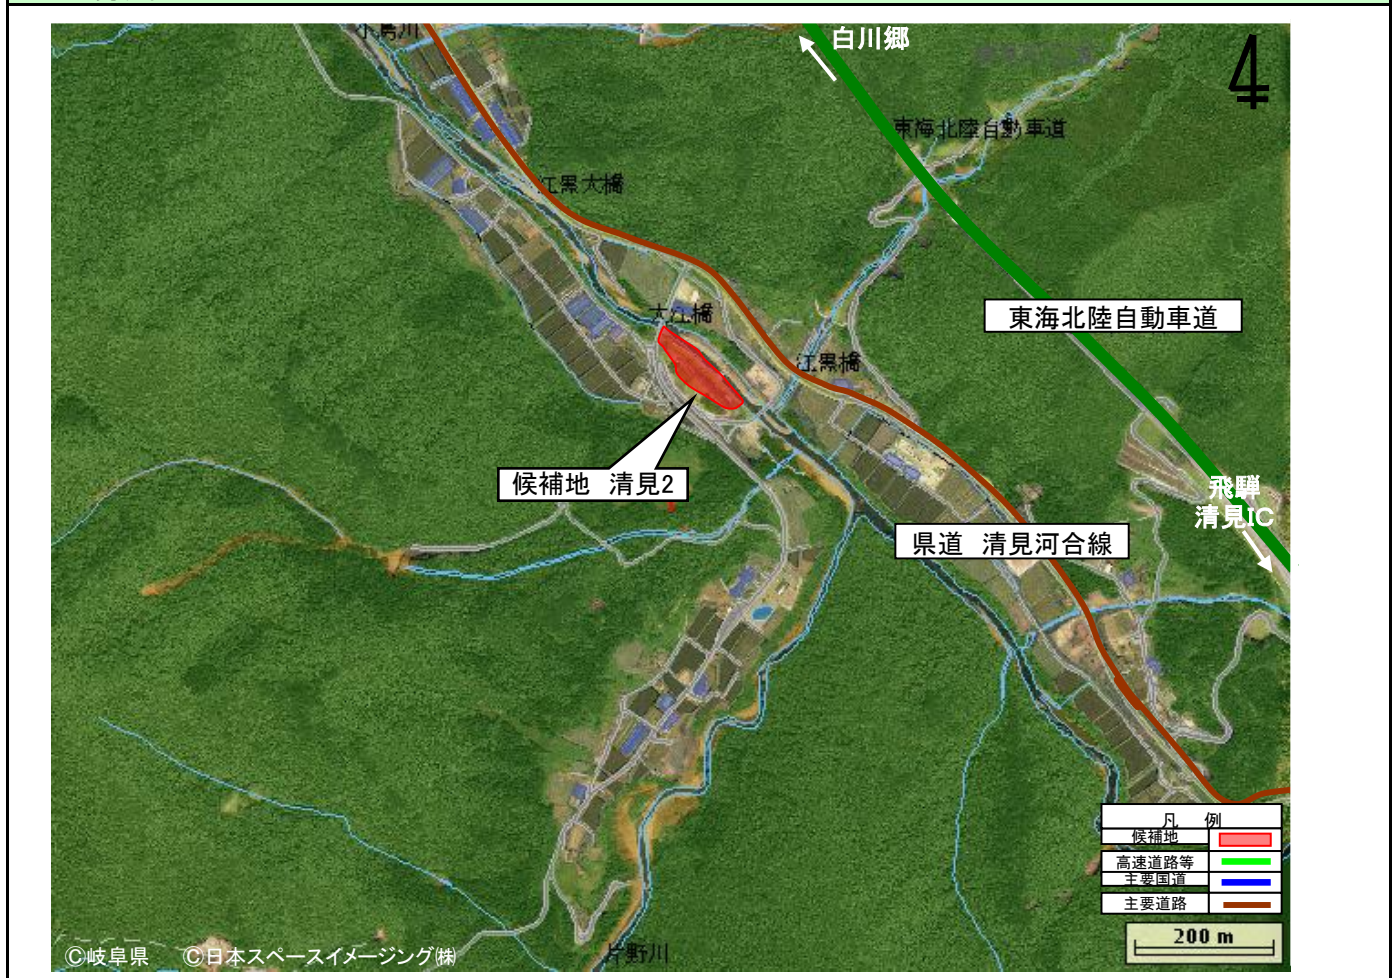 小鳥川
白川郷
東海北陸自動車道
江黒大橋
東海北陸自動車道
大江橋
江黒橋
候補地 清見2
飛騨
清見IC
県道 清見河合線
凡 例
候補地
高速道路等
主要国道
主要道路
200 m
©岐阜県 ©日本スペースイメージング㈱
片野川